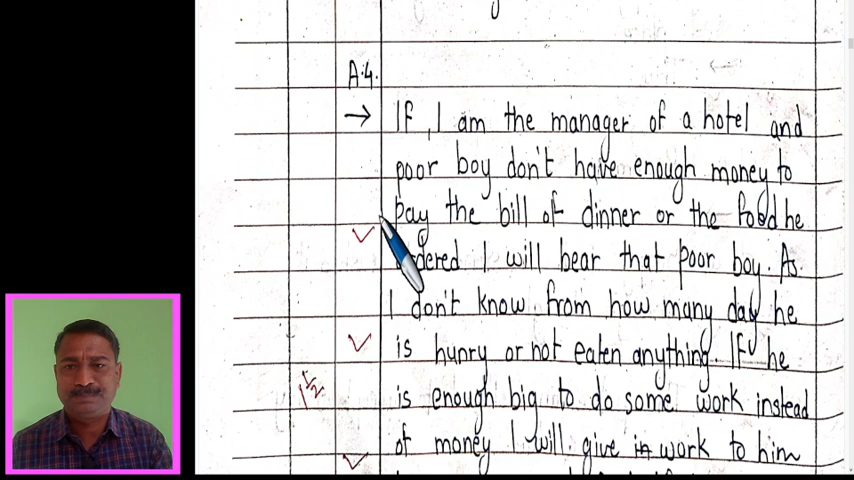 A.4.
→ If, I am the manager of a hotel and
poor boy don't have enough money to
pay the bill of dinner or the food he
ordered I will bear that poor boy. As
I don't know from how many day he
is hunry or not eaten anything. If he
1 1/2 is enough big to do some work instead
of money I will give in work to him